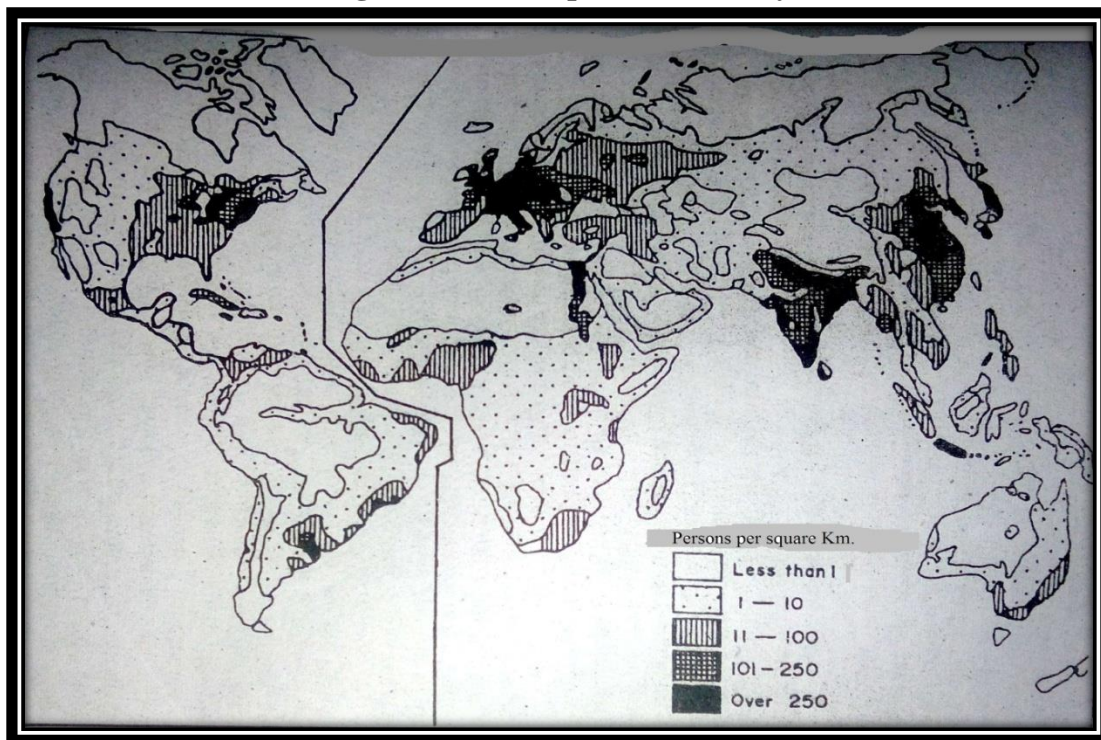 Persons per square Km.
Less than 1
1 — 10
11 — 100
101 – 250
Over 250